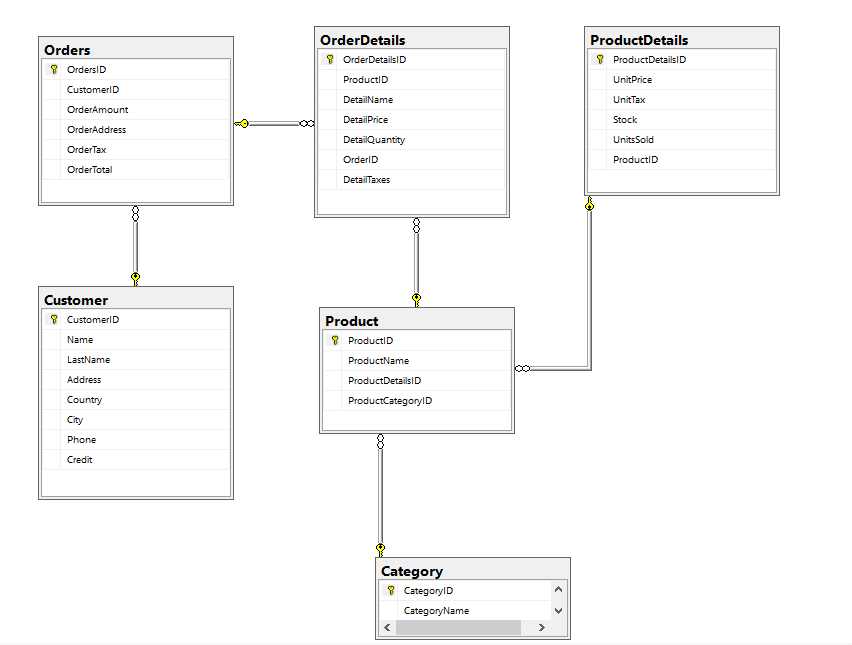 Orders
OrdersID
CustomerID
OrderAmount
OrderAddress
OrderTax
OrderTotal
OrderDetails
OrderDetailsID
ProductID
DetailName
DetailPrice
DetailQuantity
OrderID
DetailTaxes
ProductDetails
ProductDetailsID
UnitPrice
UnitTax
Stock
UnitsSold
ProductID
Customer
CustomerID
Name
LastName
Address
Country
City
Phone
Credit
Product
ProductID
ProductName
ProductDetailsID
ProductCategoryID
Category
CategoryID
CategoryName